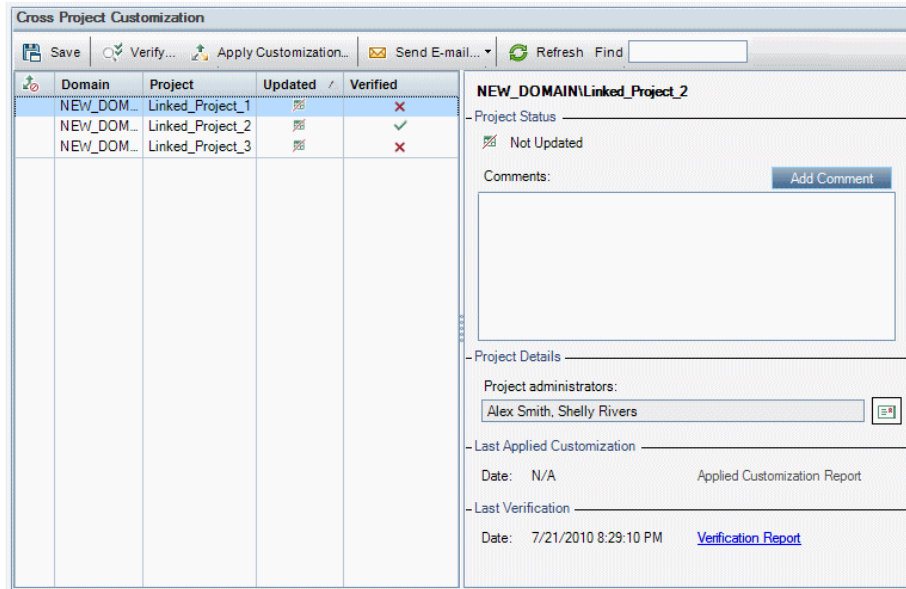 Cross Project Customization
Save Verify... Apply Customization... Send E-mail... Refresh Find
Domain Project Updated Verified
NEW_DOM... Linked_Project_1
NEW_DOM... Linked_Project_2
NEW_DOM... Linked_Project_3
NEW_DOMAIN\Linked_Project_2
Project Status
Not Updated
Comments: Add Comment
Project Details
Project administrators:
Alex Smith, Shelly Rivers
Last Applied Customization
Date: N/A Applied Customization Report
Last Verification
Date: 7/21/2010 8:29:10 PM Verification Report